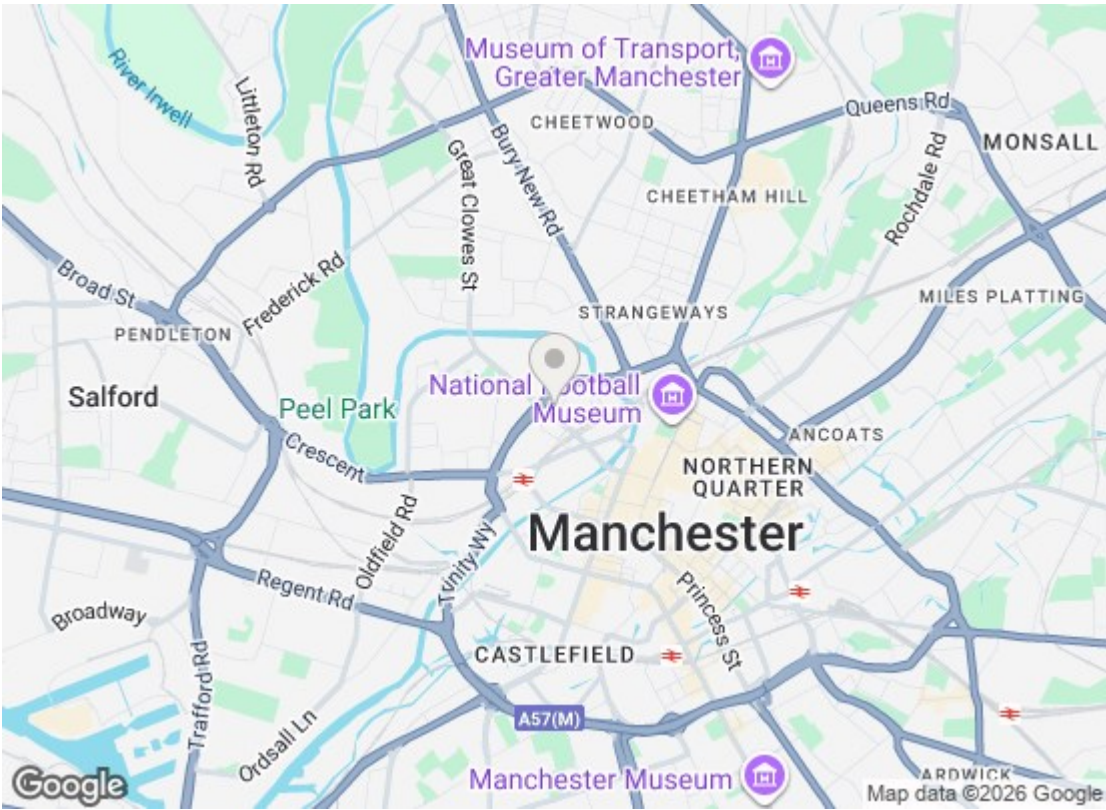 Museum of Transport,
Greater Manchester
Queens Rd
River Irwell
Littleton Rd
CHEETWOOD
MONSALL
Great Clowes St
Bury New Rd
Rochdale Rd
CHEETHAM HILL
Broad St
Frederick Rd
MILES PLATTING
STRANGEWAYS
PENDLETON
National Football
Museum
Salford
Peel Park
ANCOATS
Crescent
NORTHERN
QUARTER
Oldfield Rd
Manchester
Trinity Wy
Regent Rd
Princess St
Broadway
CASTLEFIELD
Trafford Rd
Ordsall Ln
A57(M)
Manchester Museum
ARDWICK
Google
Map data ©2026 Google